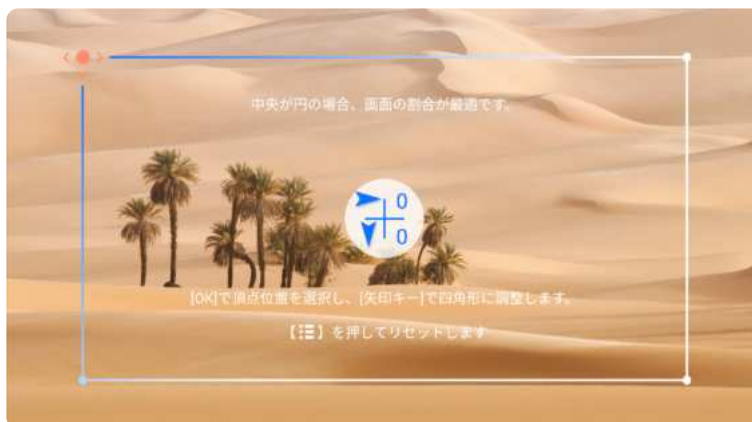 中央が円の場合、画面の割合が最適です。
0
0
[OK]で頂点位置を選択し、[矢印キー]で四角形に調整します。
【】を押してリセットします